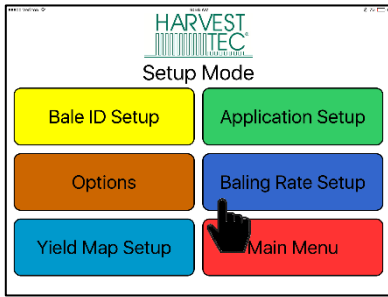 HARVEST
TEC
Setup Mode
Bale ID Setup
Application Setup
Options
Baling Rate Setup
Yield Map Setup
Main Menu